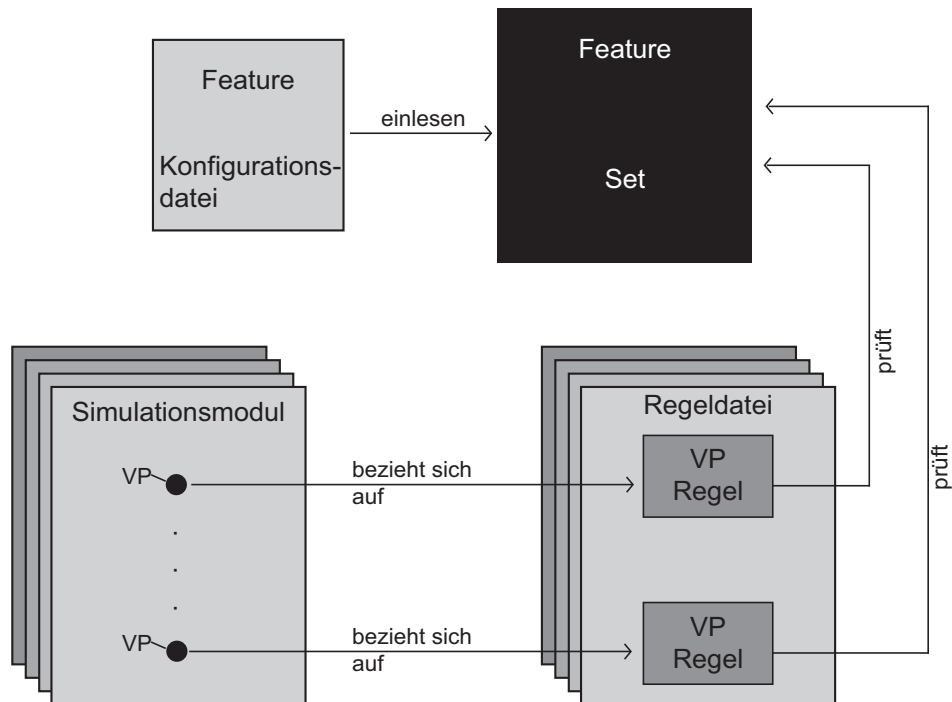 Feature
Konfigurations-
datei
einlesen
Feature
Set
prüft
prüft
Simulationsmodul
VP
.
.
.
VP
bezieht sich
auf
bezieht sich
auf
Regeldatei
VP
Regel
VP
Regel